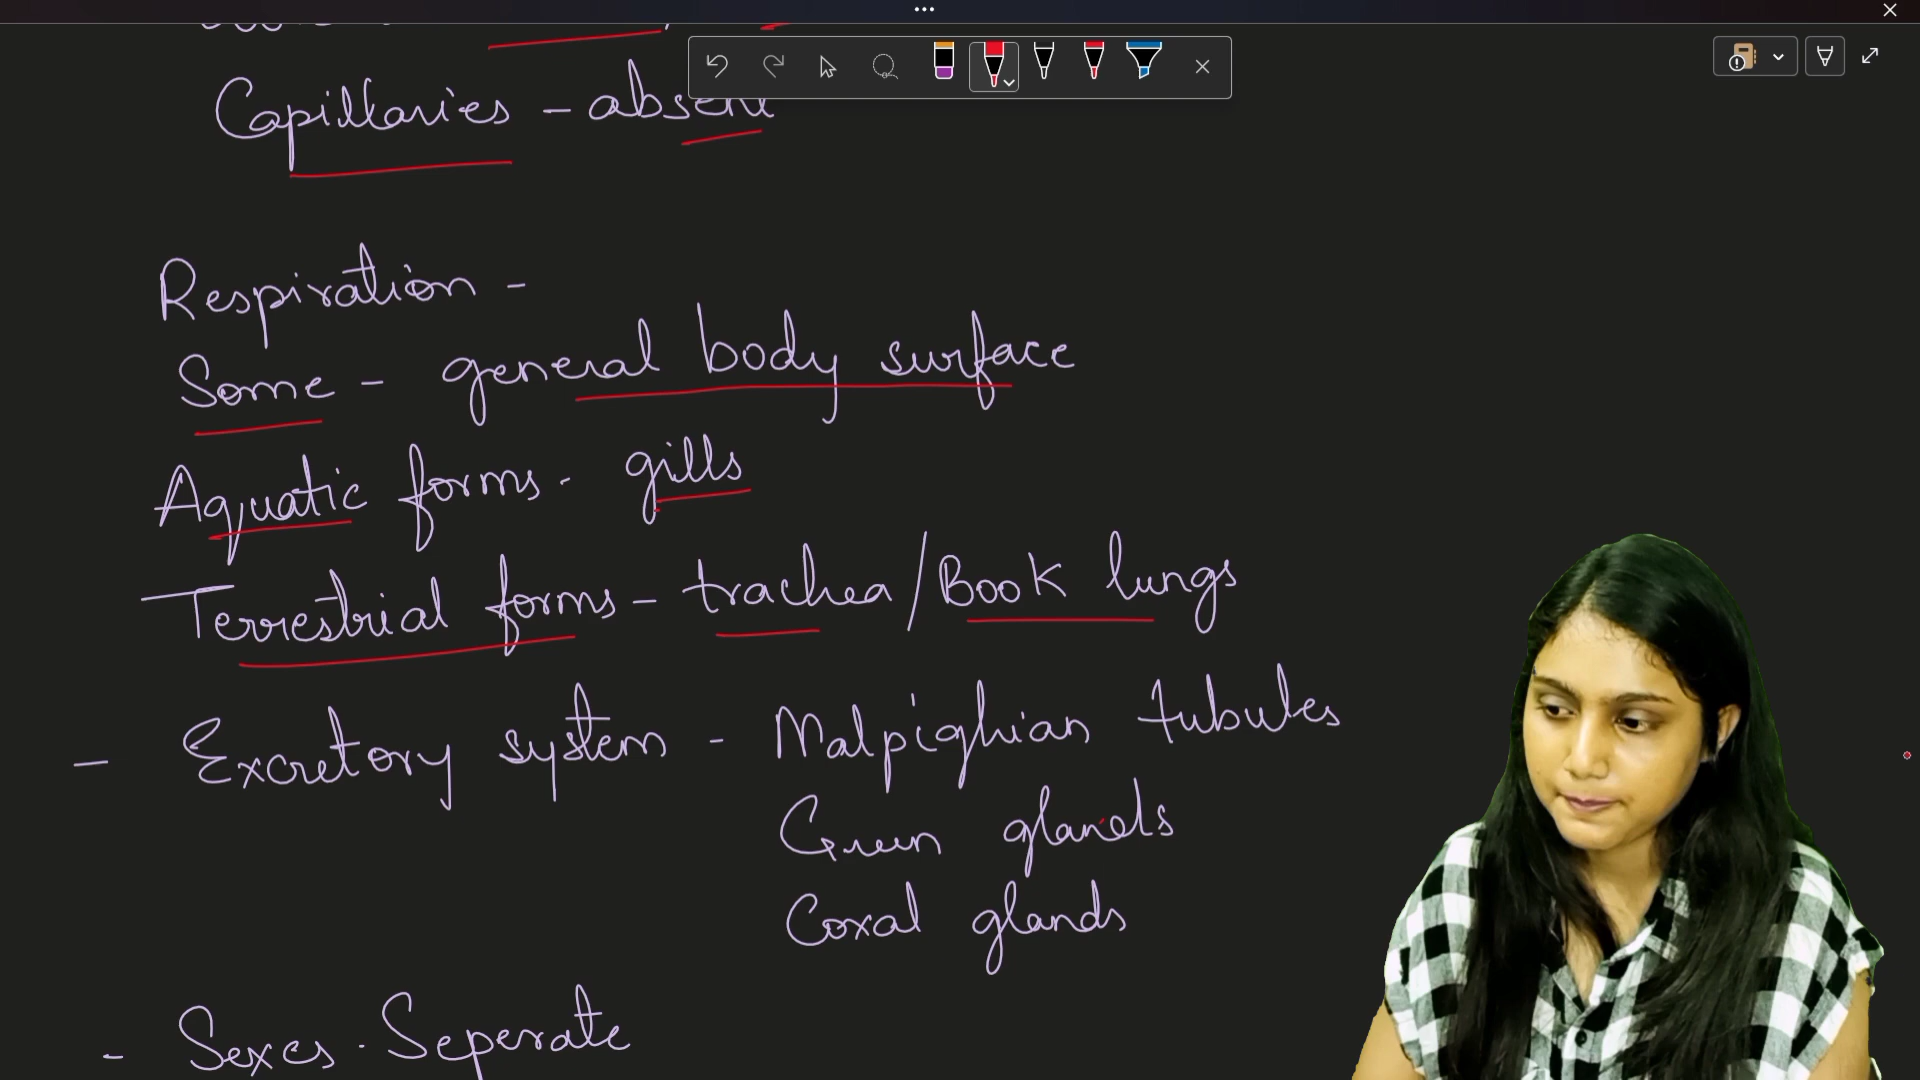 Capillaries - absent
Respiration -
Some - general body surface
Aquatic forms - gills
Terrestrial forms - trachea / Book lungs
- Excretory system - Malpighian tubules
Green glands
Coxal glands
- Sexes - Seperate